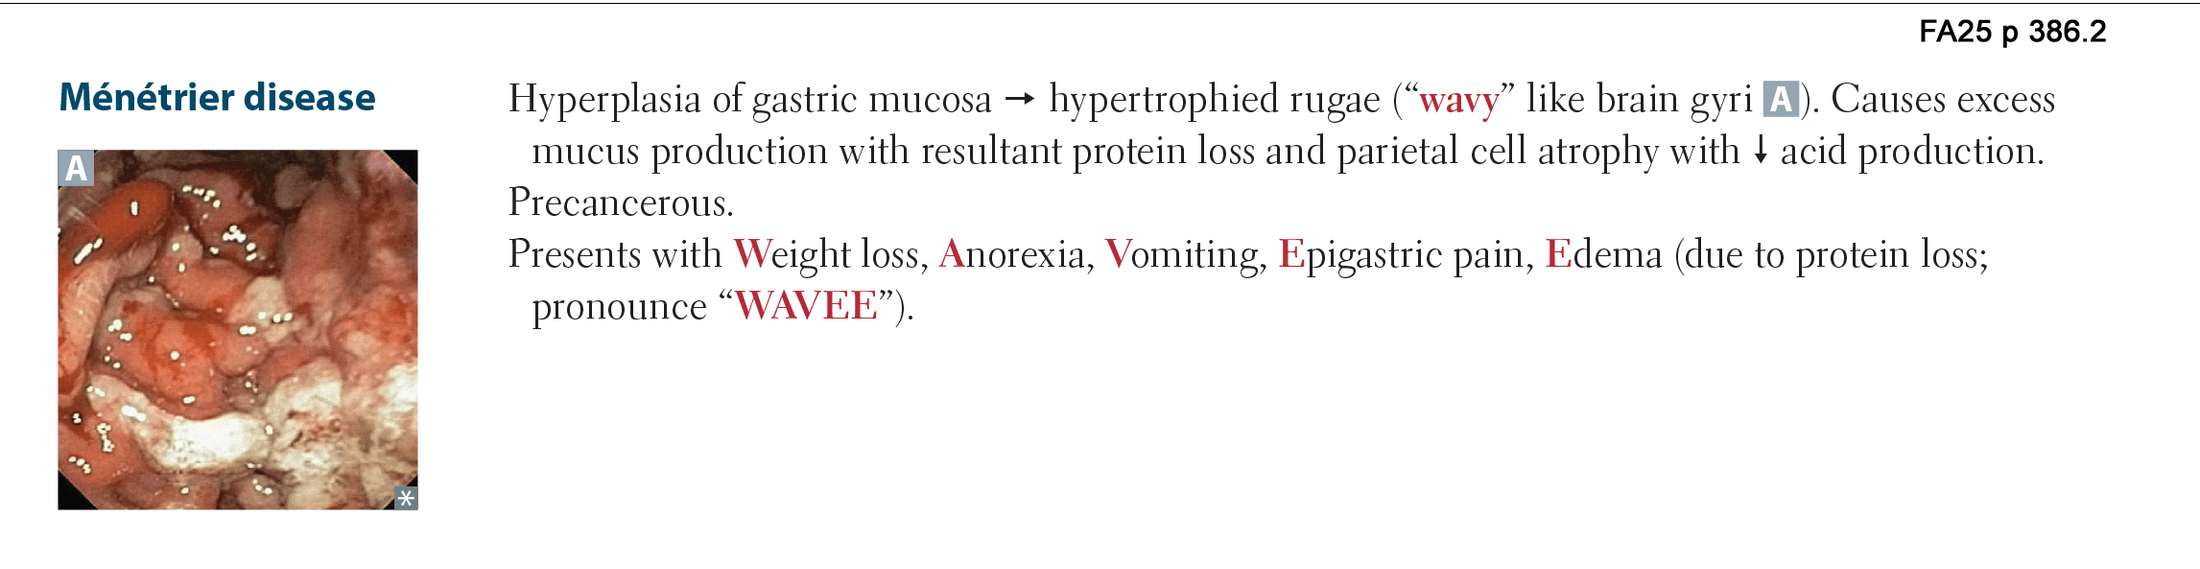 FA25 p 386.2
Ménétrier disease
Hyperplasia of gastric mucosa → hypertrophied rugae (“wavy” like brain gyri A). Causes excess
mucus production with resultant protein loss and parietal cell atrophy with ↓ acid production.
Precancerous.
Presents with Weight loss, Anorexia, Vomiting, Epigastric pain, Edema (due to protein loss;
pronounce “WAVEE”).
A
*